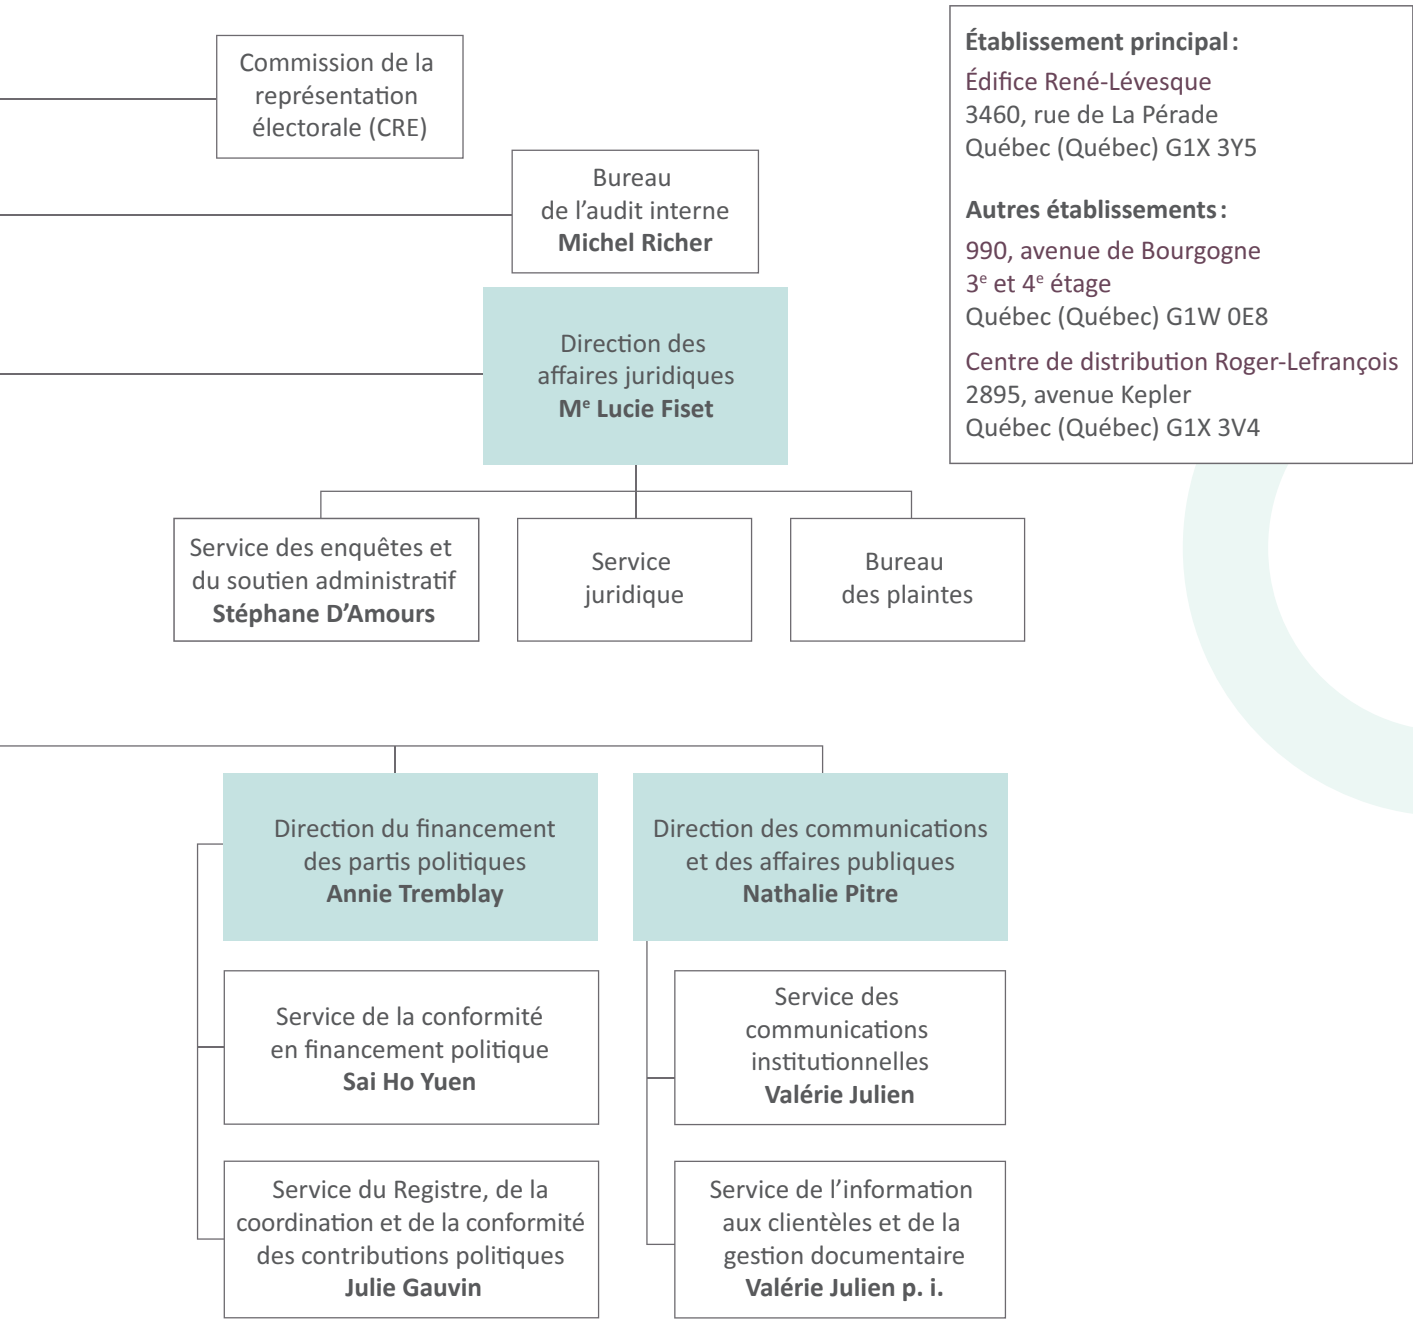 Commission de la
représentation
électorale (CRE)
Bureau
de l’audit interne
Michel Richer
Direction des
affaires juridiques
Mᵉ Lucie Fiset
Établissement principal :
Édifice René-Lévesque
3460, rue de La Pérade
Québec (Québec) G1X 3Y5
Autres établissements :
990, avenue de Bourgogne
3ᵉ et 4ᵉ étage
Québec (Québec) G1W 0E8
Centre de distribution Roger-Lefrançois
2895, avenue Kepler
Québec (Québec) G1X 3V4
Service des enquêtes et
du soutien administratif
Stéphane D’Amours
Service
juridique
Bureau
des plaintes
Direction du financement
des partis politiques
Annie Tremblay
Service de la conformité
en financement politique
Sai Ho Yuen
Service du Registre, de la
coordination et de la conformité
des contributions politiques
Julie Gauvin
Direction des communications
et des affaires publiques
Nathalie Pitre
Service des
communications
institutionnelles
Valérie Julien
Service de l’information
aux clientèles et de la
gestion documentaire
Valérie Julien p. i.